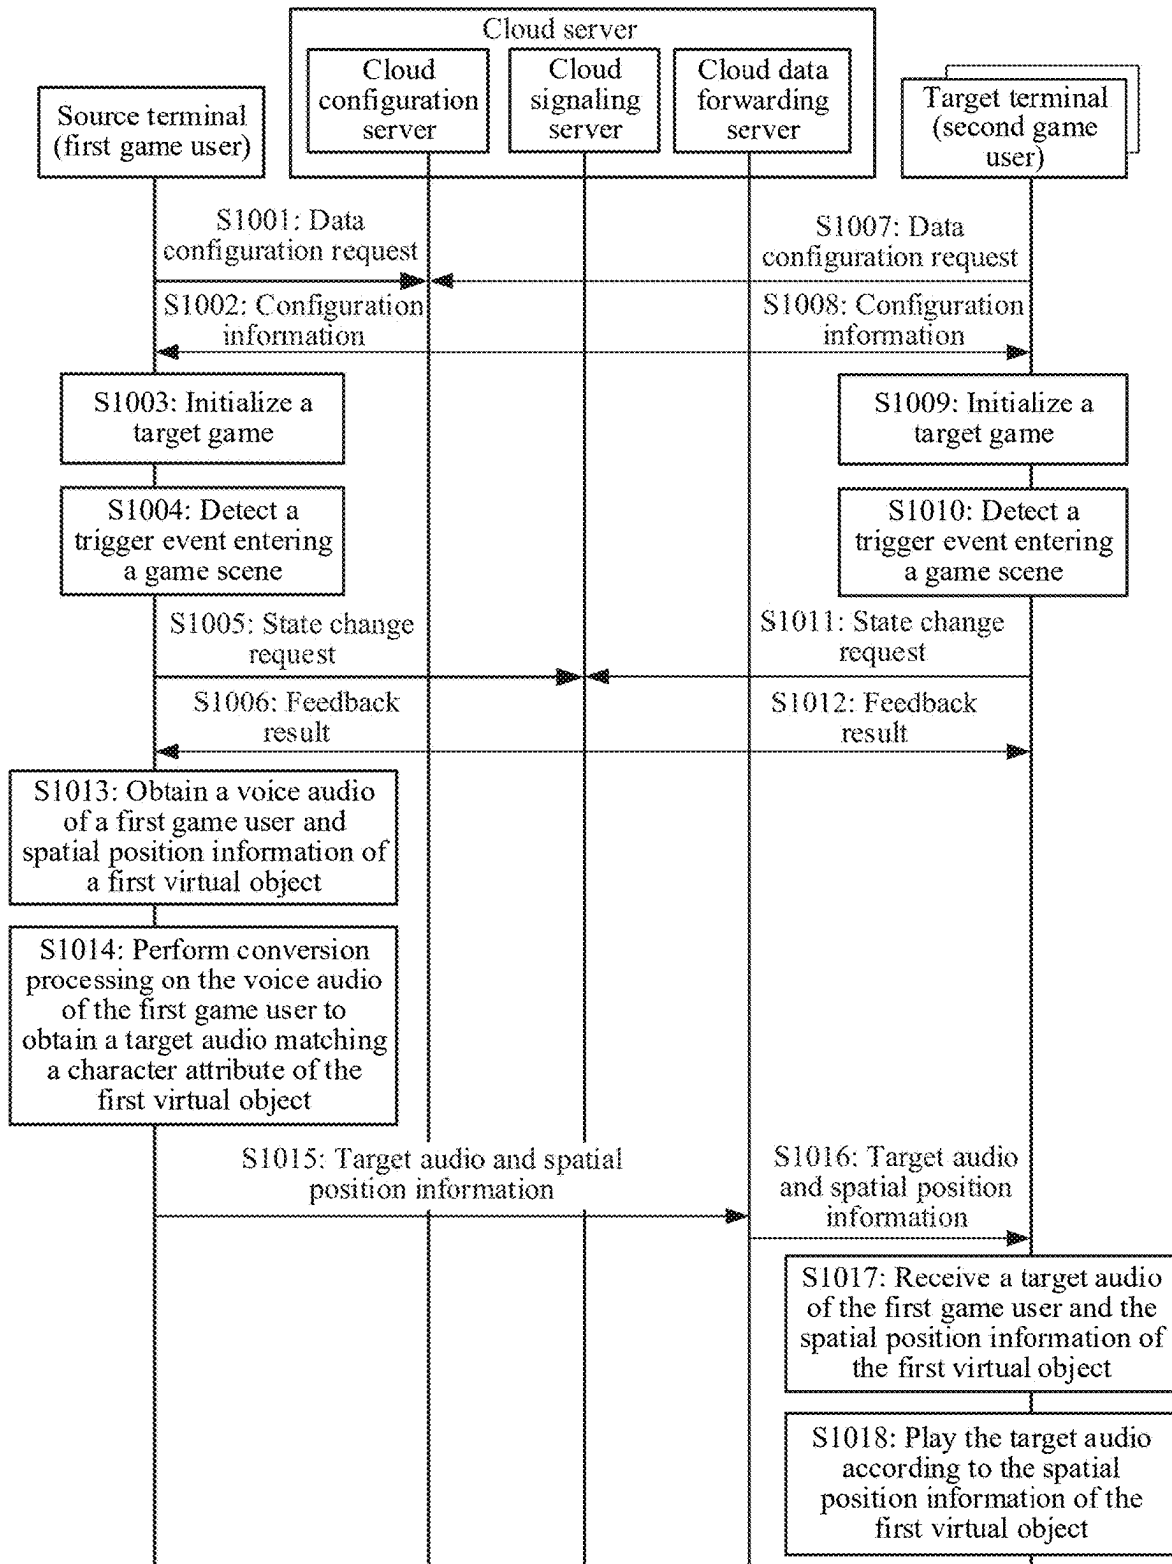 Cloud server
Source terminal
(first game user)
Cloud
configuration
server
Cloud
signaling
server
Cloud data
forwarding
server
Target terminal
(second game
user)
S1001: Data
configuration request
S1007: Data
configuration request
S1002: Configuration
information
S1008: Configuration
information
S1003: Initialize a
target game
S1009: Initialize a
target game
S1004: Detect a
trigger event entering
a game scene
S1010: Detect a
trigger event entering
a game scene
S1005: State change
request
S1011: State change
request
S1006: Feedback
result
S1012: Feedback
result
S1013: Obtain a voice audio
of a first game user and
spatial position information of
a first virtual object
S1014: Perform conversion
processing on the voice audio
of the first game user to
obtain a target audio matching
a character attribute of the
first virtual object
S1015: Target audio and spatial
position information
S1016: Target audio
and spatial position
information
S1017: Receive a target audio
of the first game user and the
spatial position information of
the first virtual object
S1018: Play the target audio
according to the spatial
position information of the
first virtual object